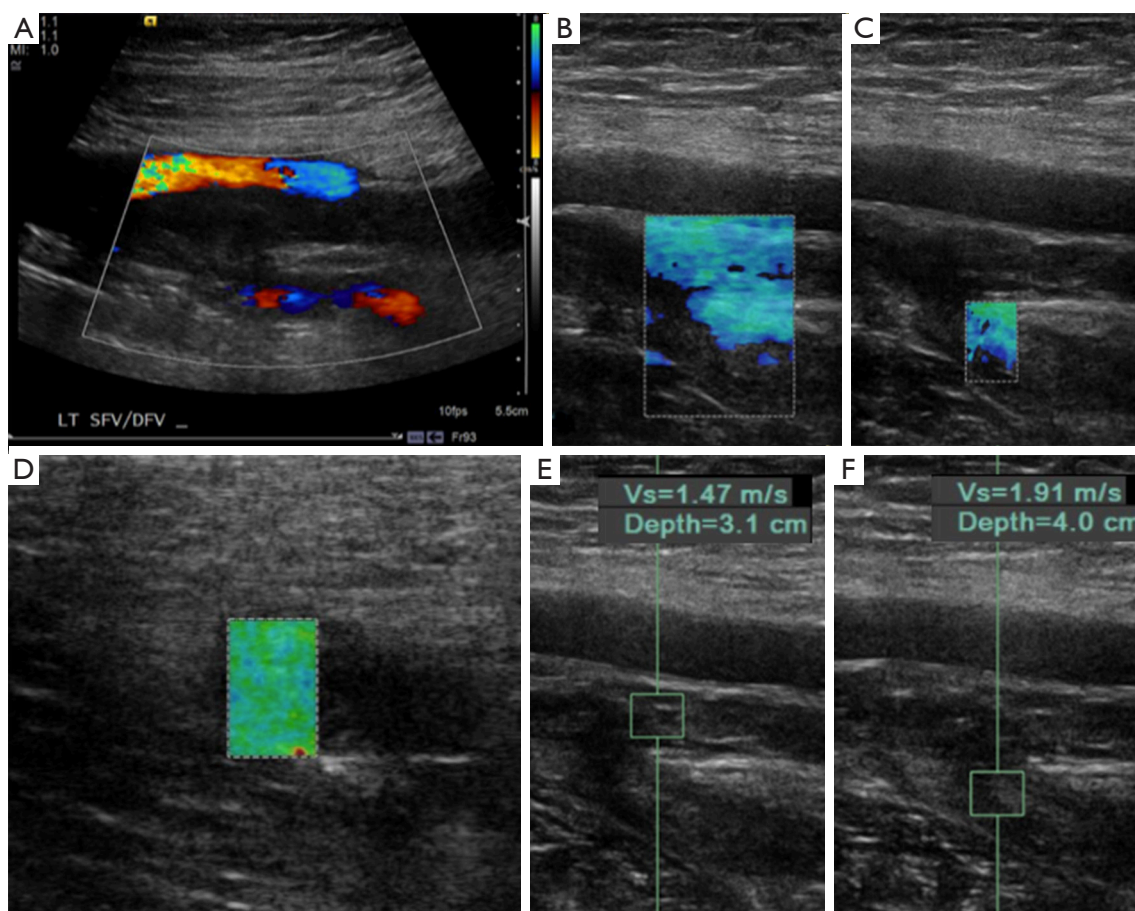 A
1.1
1.1
MI: 1.0
LT SFV/DFV _
10fps
5.5cm
Fr93
B
C
D
E
Vs=1.47 m/s
Depth=3.1 cm
F
Vs=1.91 m/s
Depth=4.0 cm